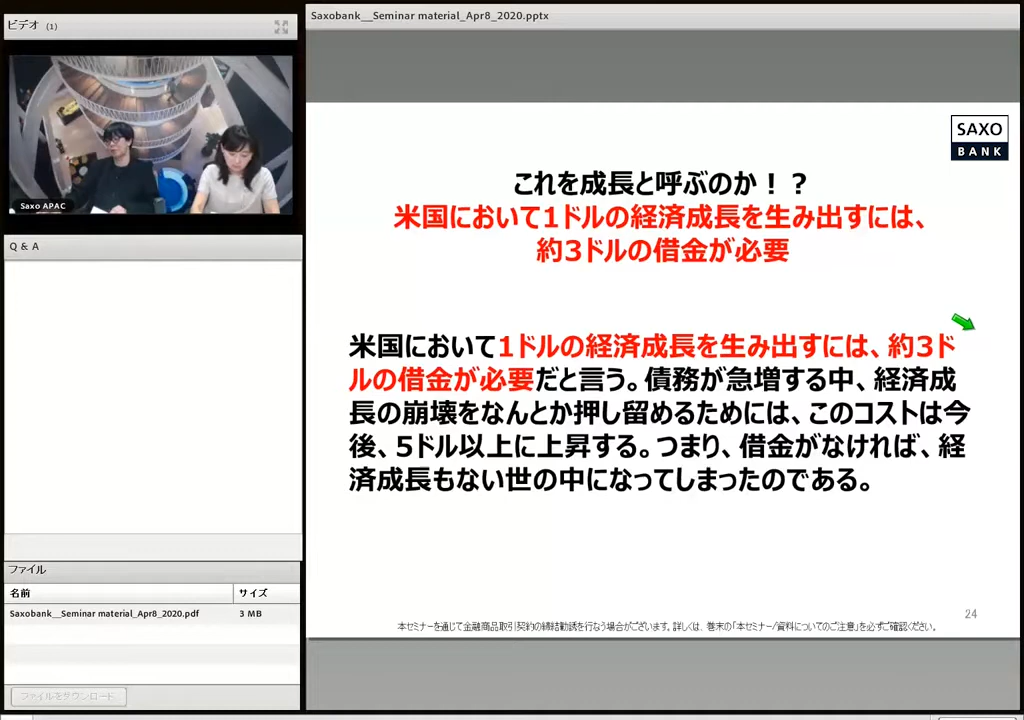 ビデオ (1)
Saxo APAC
Q & A
ファイル
名前 サイズ
Saxobank__Seminar material_Apr8_2020.pdf 3 MB
ファイルをダウンロード
Saxobank__Seminar material_Apr8_2020.pptx
SAXO
BANK
これを成長と呼ぶのか！？
米国において1ドルの経済成長を生み出すには、
約3ドルの借金が必要
米国において1ドルの経済成長を生み出すには、約3ド
ルの借金が必要だと言う。債務が急増する中、経済成
長の崩壊をなんとか押し留めるためには、このコストは今
後、5ドル以上に上昇する。つまり、借金がなければ、経
済成長もない世の中になってしまったのである。
24
本セミナーを通じて金融商品取引契約の締結勧誘を行なう場合がございます。詳しくは、巻末の「本セミナー/資料についてのご注意」を必ずご確認ください。